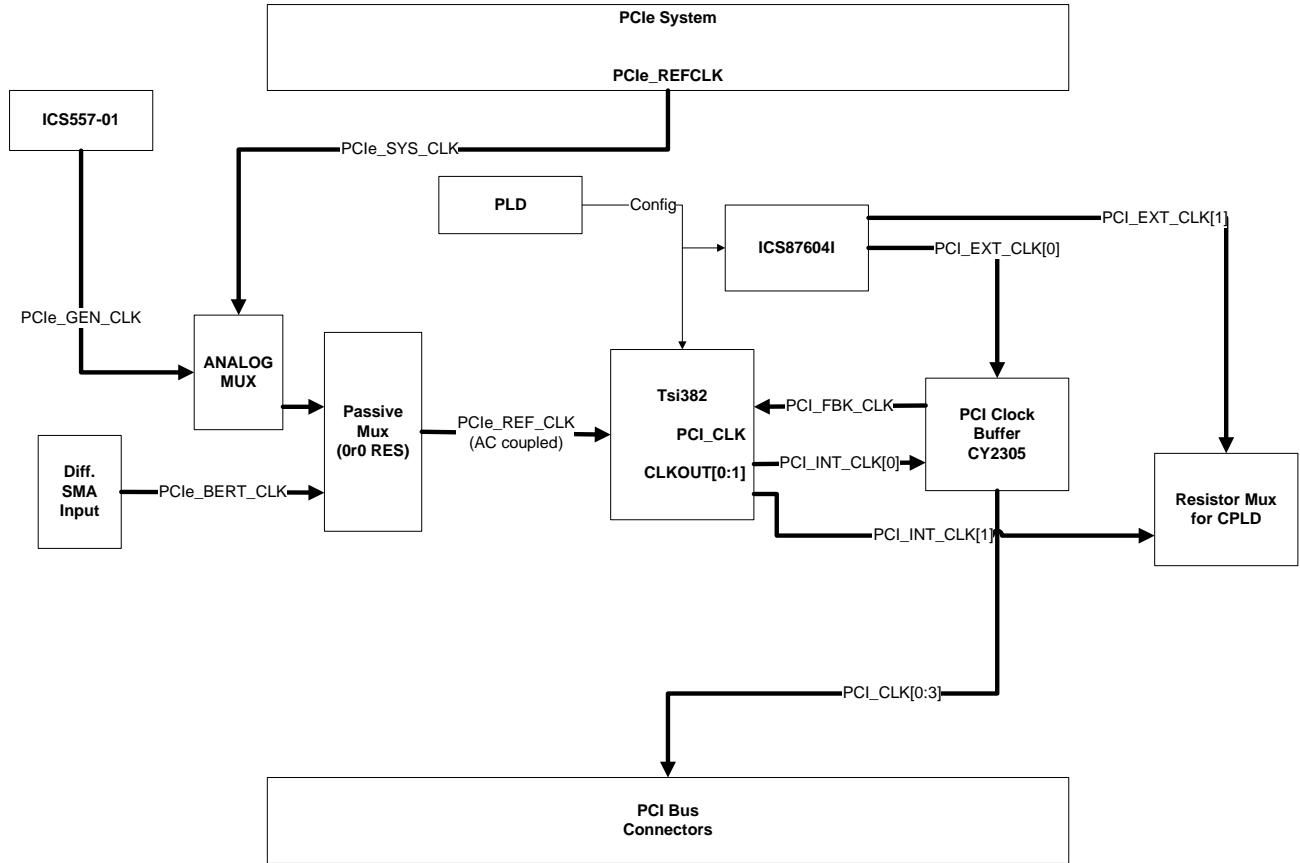 PCIe System
PCIe_REFCLK
ICS557-01
PCIe_SYS_CLK
PLD
Config
ICS87604I
PCI_EXT_CLK[1]
PCI_EXT_CLK[0]
PCIe_GEN_CLK
ANALOG
MUX
Passive
Mux
(0r0 RES)
PCIe_REF_CLK
(AC coupled)
Tsi382
PCI_CLK
CLKOUT[0:1]
PCI_FBK_CLK
PCI_INT_CLK[0]
PCI Clock
Buffer
CY2305
Diff.
SMA
Input
PCIe_BERT_CLK
PCI_INT_CLK[1]
Resistor Mux
for CPLD
PCI_CLK[0:3]
PCI Bus
Connectors